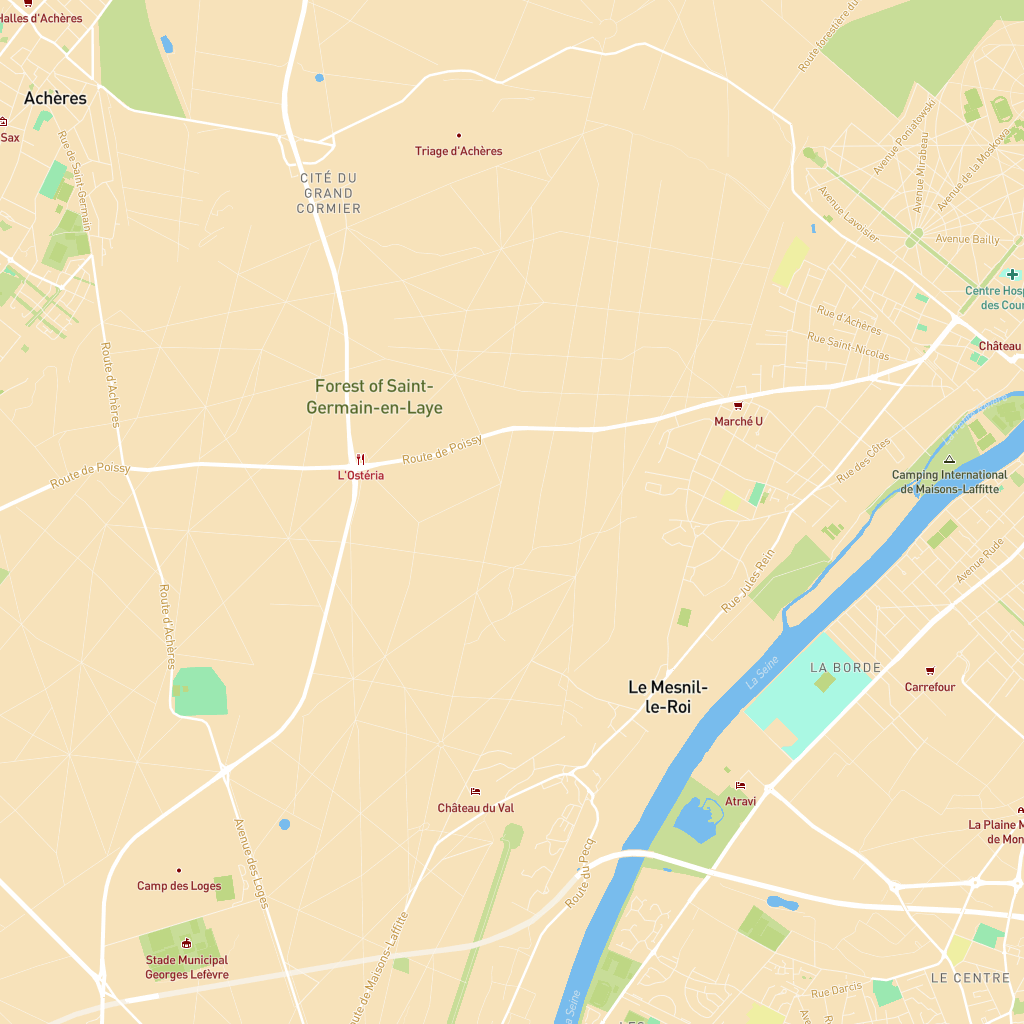 Halles d'Achères
Route forestière du
Achères
Sax
Rue de Saint-Germain
Triage d'Achères
CITÉ DU
GRAND
CORMIER
Avenue Poniatowski
Avenue Mirabeau
Avenue de la Moskowa
Avenue Lavoisier
Avenue Bailly
Centre Hosp
des Cour
Rue d'Achères
Rue Saint-Nicolas
Château
Route d'Achères
Forest of Saint-
Germain-en-Laye
Marché U
Route de Poissy
Route de Poissy
L'Ostéria
Rue des Côtes
Camping International
de Maisons-Laffitte
Avenue Rude
Route d'Achères
Rue Jules Rein
La Seine
LA BORDE
Carrefour
Le Mesnil-
le-Roi
Château du Val
Atravi
La Plaine M
de Mon
Avenue des Loges
Camp des Loges
Route du Pecq
Route de Maisons-Laffitte
Stade Municipal
Georges Lefèvre
LE CENTRE
Rue Darcis
La Seine